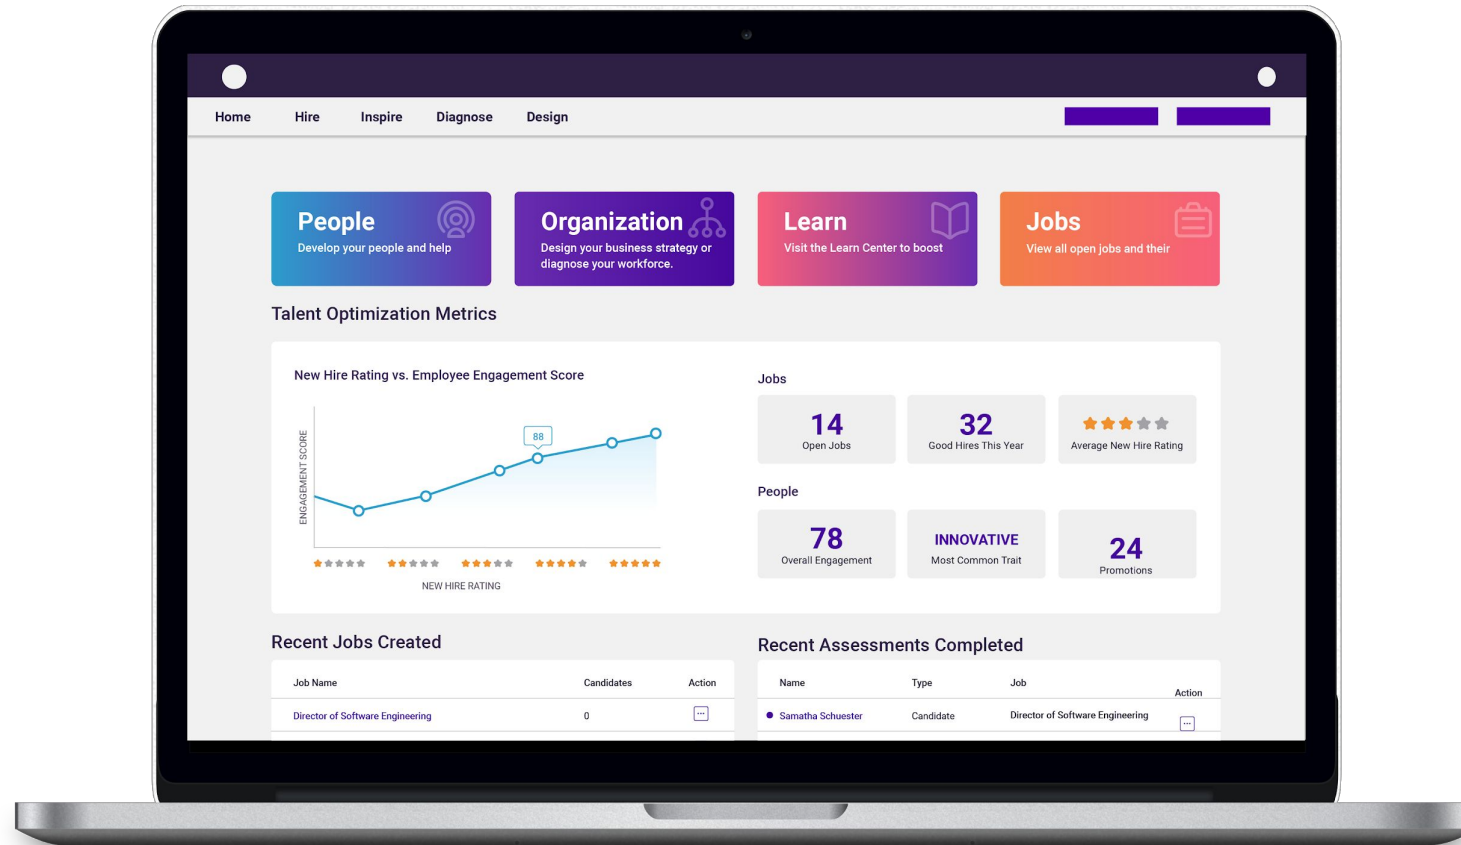 Home Hire Inspire Diagnose Design
People
Develop your people and help
Organization
Design your business strategy or
diagnose your workforce.
Learn
Visit the Learn Center to boost
Jobs
View all open jobs and their
Talent Optimization Metrics
New Hire Rating vs. Employee Engagement Score
ENGAGEMENT SCORE
88
NEW HIRE RATING
Jobs
14
Open Jobs
32
Good Hires This Year
Average New Hire Rating
People
78
Overall Engagement
INNOVATIVE
Most Common Trait
24
Promotions
Recent Jobs Created
Job Name Candidates Action
Director of Software Engineering 0
Recent Assessments Completed
Name Type Job Action
Samatha Schuester Candidate Director of Software Engineering